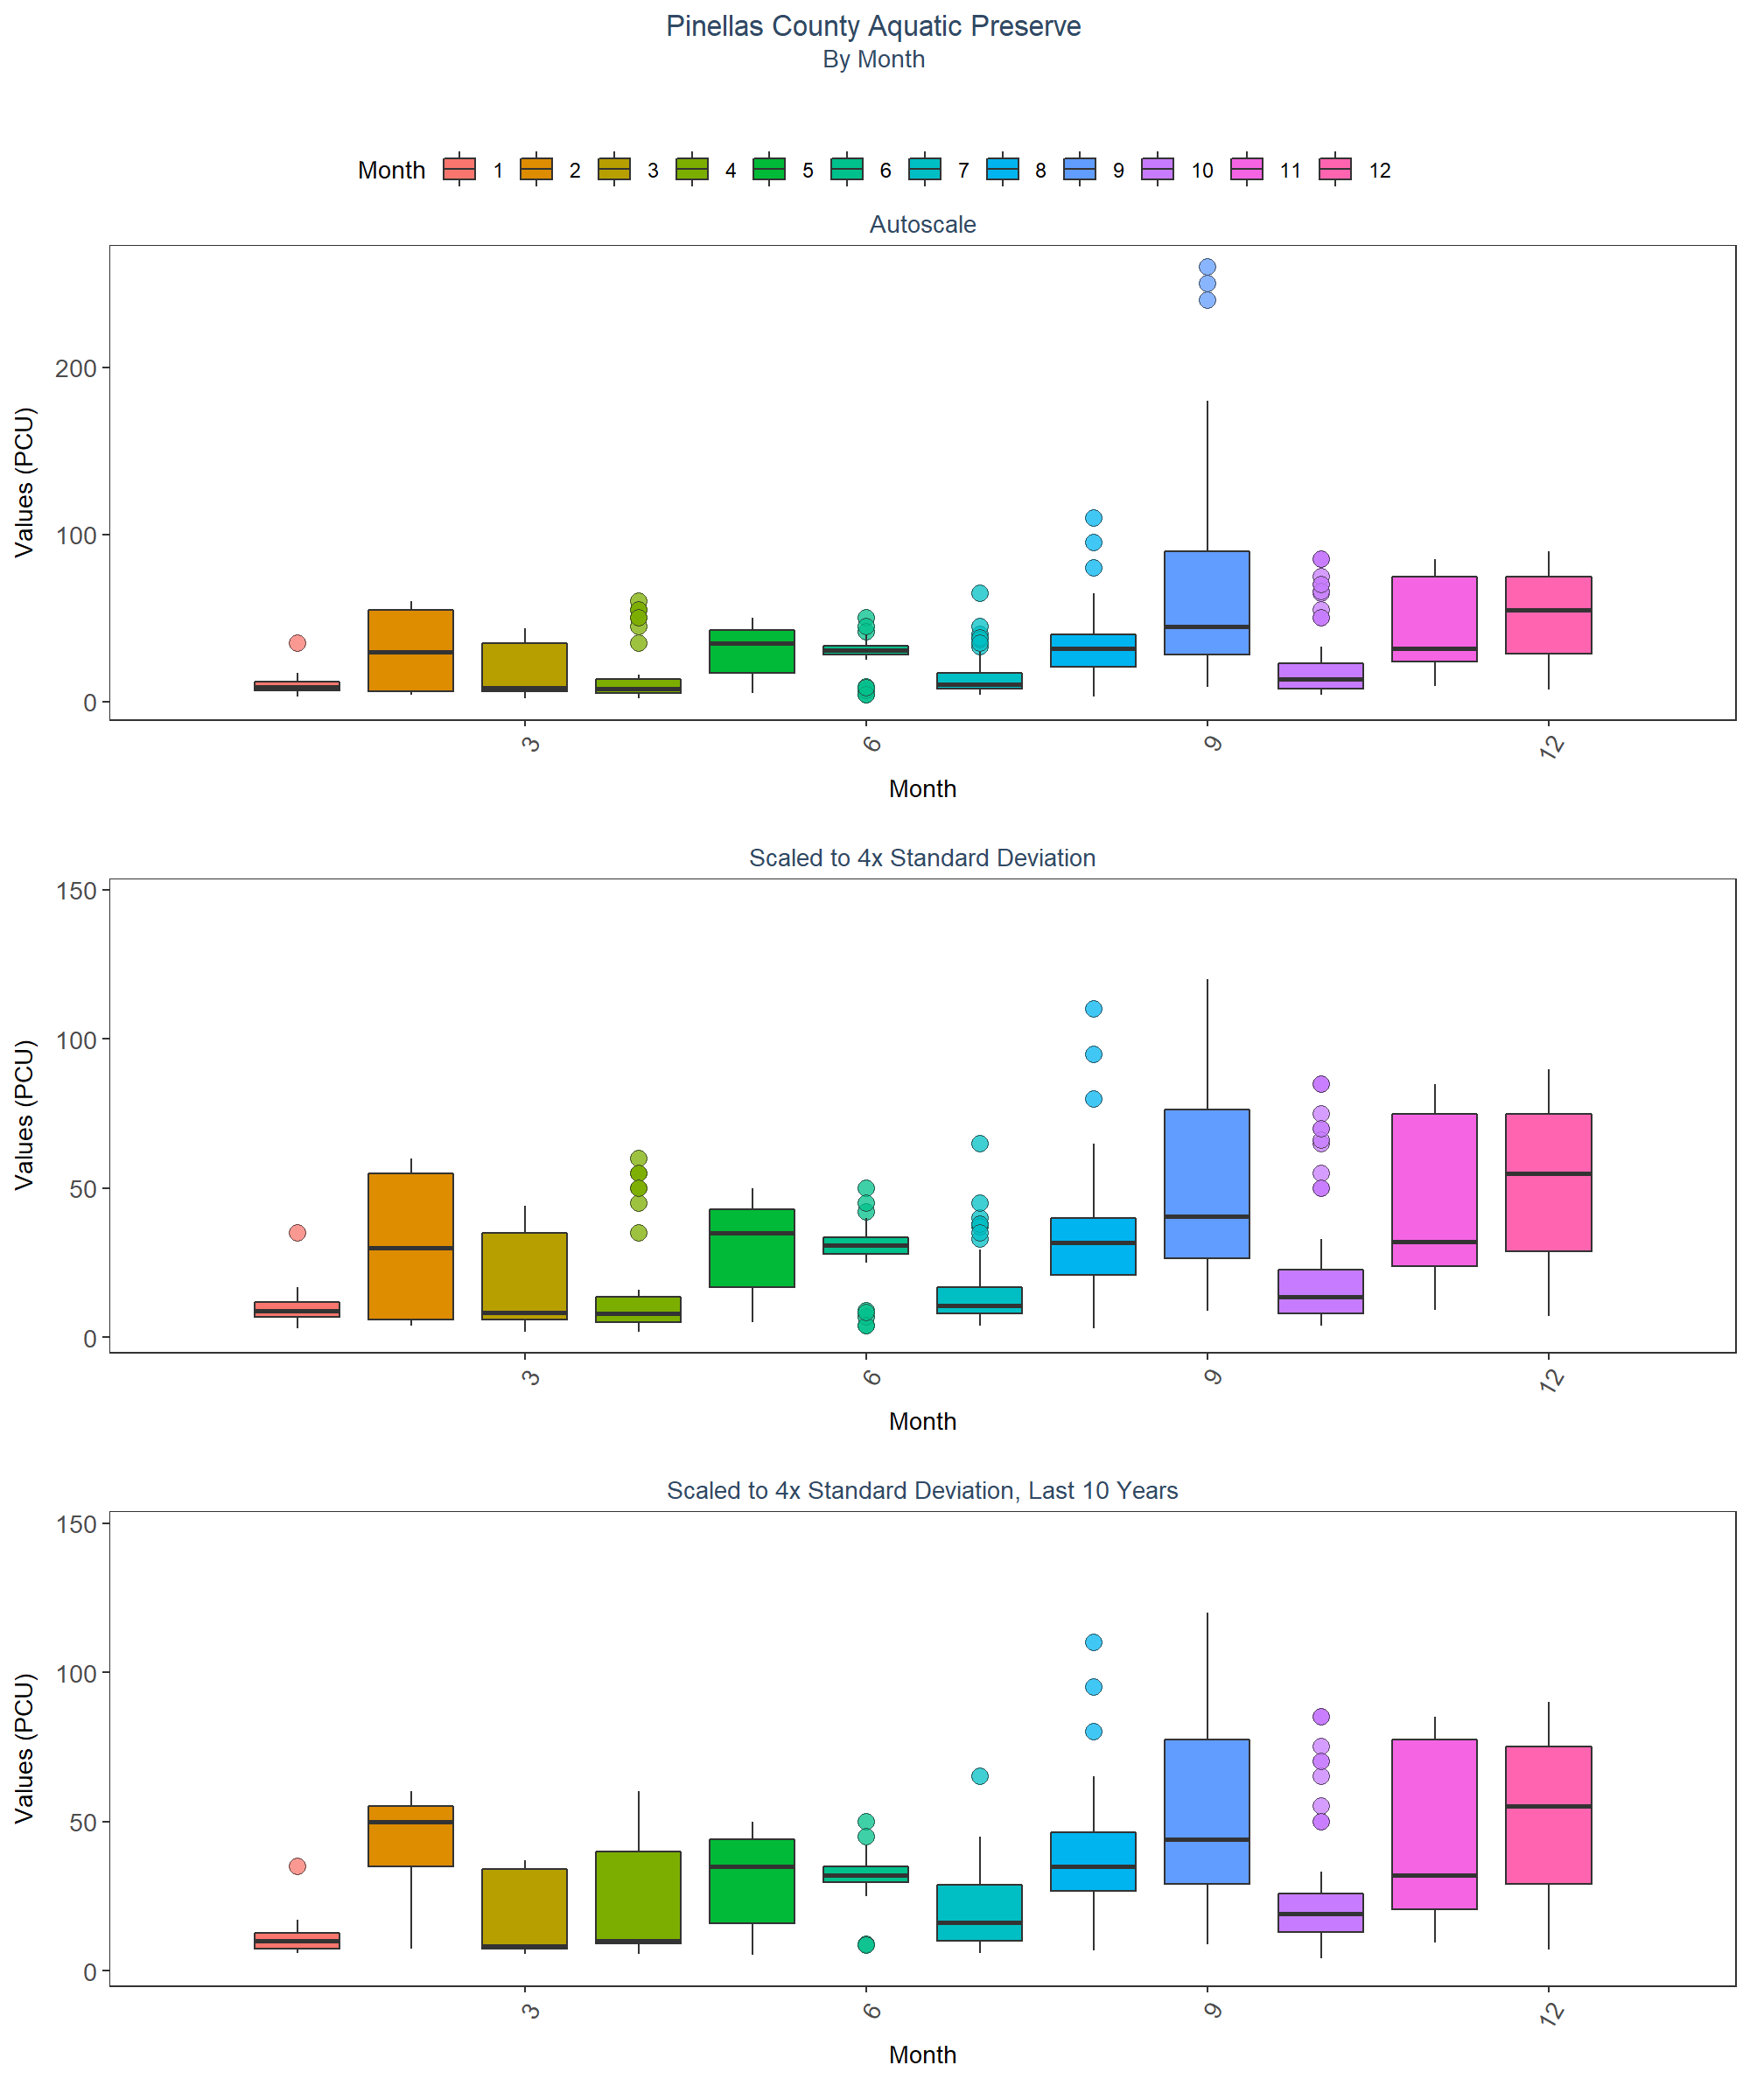 Pinellas County Aquatic Preserve
By Month
Month 1 2 3 4 5 6 7 8 9 10 11 12
Autoscale
Values (PCU)
200
100
0
3 6 9 12
Month
Scaled to 4x Standard Deviation
Values (PCU)
150
100
50
0
3 6 9 12
Month
Scaled to 4x Standard Deviation, Last 10 Years
Values (PCU)
150
100
50
0
3 6 9 12
Month